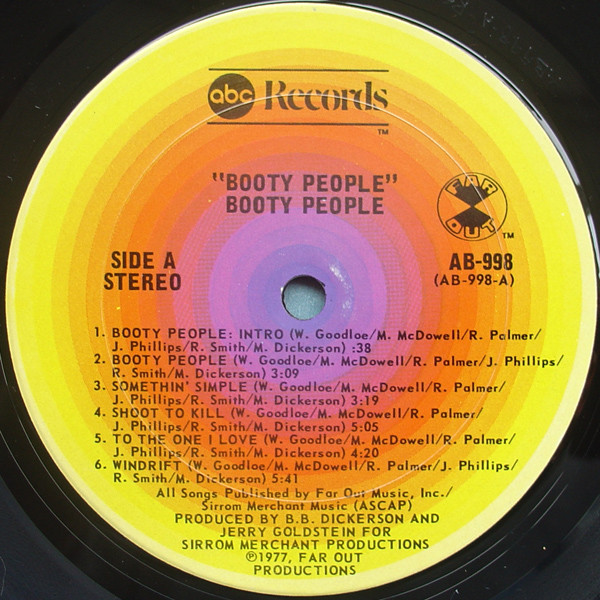 abc Records
TM
"BOOTY PEOPLE"
BOOTY PEOPLE
FAR OUT TM
SIDE A
STEREO
AB-998
(AB-998-A)
1. BOOTY PEOPLE: INTRO (W. Goodloe/M. McDowell/R. Palmer/
J. Phillips/R. Smith/M. Dickerson) :38
2. BOOTY PEOPLE (W. Goodloe/M. McDowell/R. Palmer/J. Phillips/
R. Smith/M. Dickerson) 3:09
3. SOMETHIN' SIMPLE (W. Goodloe/M. McDowell/R. Palmer/
J. Phillips/R. Smith/M. Dickerson) 3:19
4. SHOOT TO KILL (W. Goodloe/M. McDowell/R. Palmer/
J. Phillips/R. Smith/M. Dickerson) 5:05
5. TO THE ONE I LOVE (W. Goodloe/M. McDowell/R. Palmer/
J. Phillips/R. Smith/M. Dickerson) 4:20
6. WINDRIFT (W. Goodloe/M. McDowell/R. Palmer/J. Phillips/
R. Smith/M. Dickerson) 5:41
All Songs Published by Far Out Music, Inc./
Sirrom Merchant Music (ASCAP)
PRODUCED BY B.B. DICKERSON AND
JERRY GOLDSTEIN FOR
SIRROM MERCHANT PRODUCTIONS
℗1977, FAR OUT
PRODUCTIONS